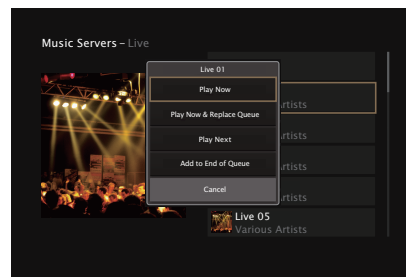 Music Servers – Live
Live 01
Play Now
Play Now & Replace Queue
Play Next
Add to End of Queue
Cancel
Artists
Artists
Artists
Artists
Live 05
Various Artists